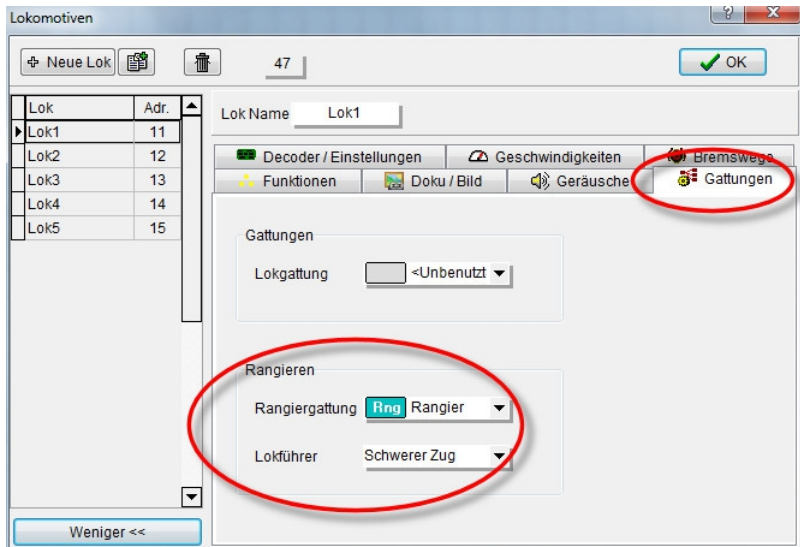 Lokomotiven
Neue Lok
47
OK
Lok Adr.
Lok1 11
Lok2 12
Lok3 13
Lok4 14
Lok5 15
Weniger <<
Lok Name Lok1
Decoder / Einstellungen Geschwindigkeiten Bremswege
Funktionen Doku / Bild Geräusche Gattungen
Gattungen
Lokgattung <Unbenutzt
Rangieren
Rangiergattung Rng Rangier
Lokführer Schwerer Zug